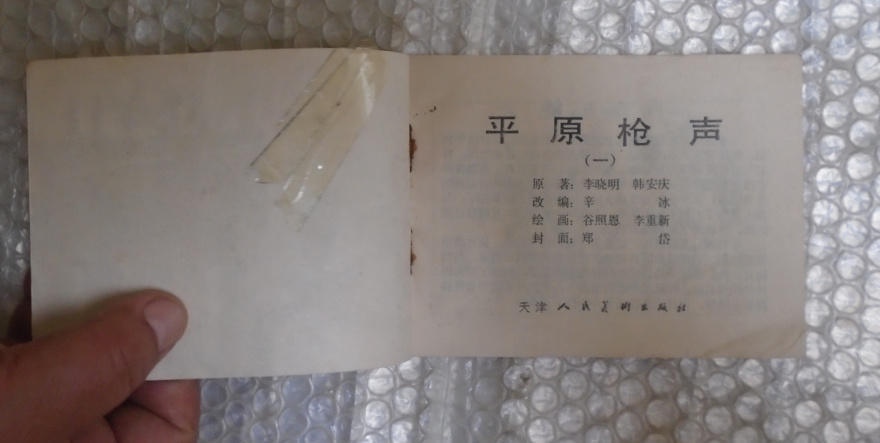 平原枪声
（一）
原 著：李晓明 韩安庆
改 编：辛 冰
绘 画：谷照恩 李重新
封 面：郑 岱
天津人民美術出版社